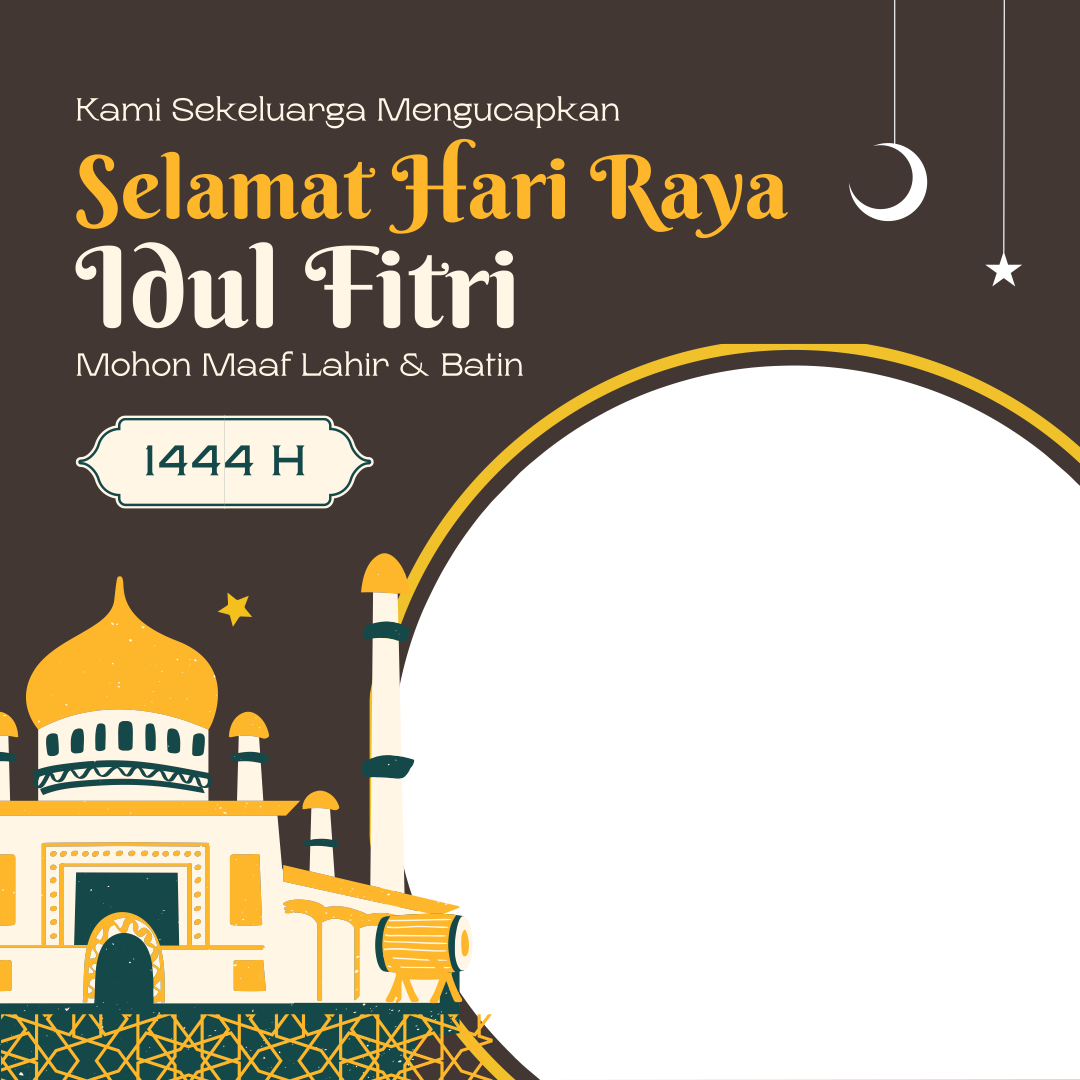 Kami Sekeluarga Mengucapkan
Selamat Hari Raya
Idul Fitri
Mohon Maaf Lahir & Batin
1444 H